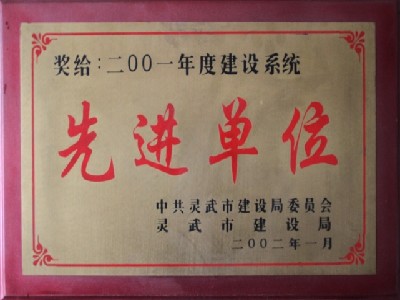 奖给:二00一年度建设系统
先进单位
中共灵武市建设局委员会
灵武市建设局
二00二年一月